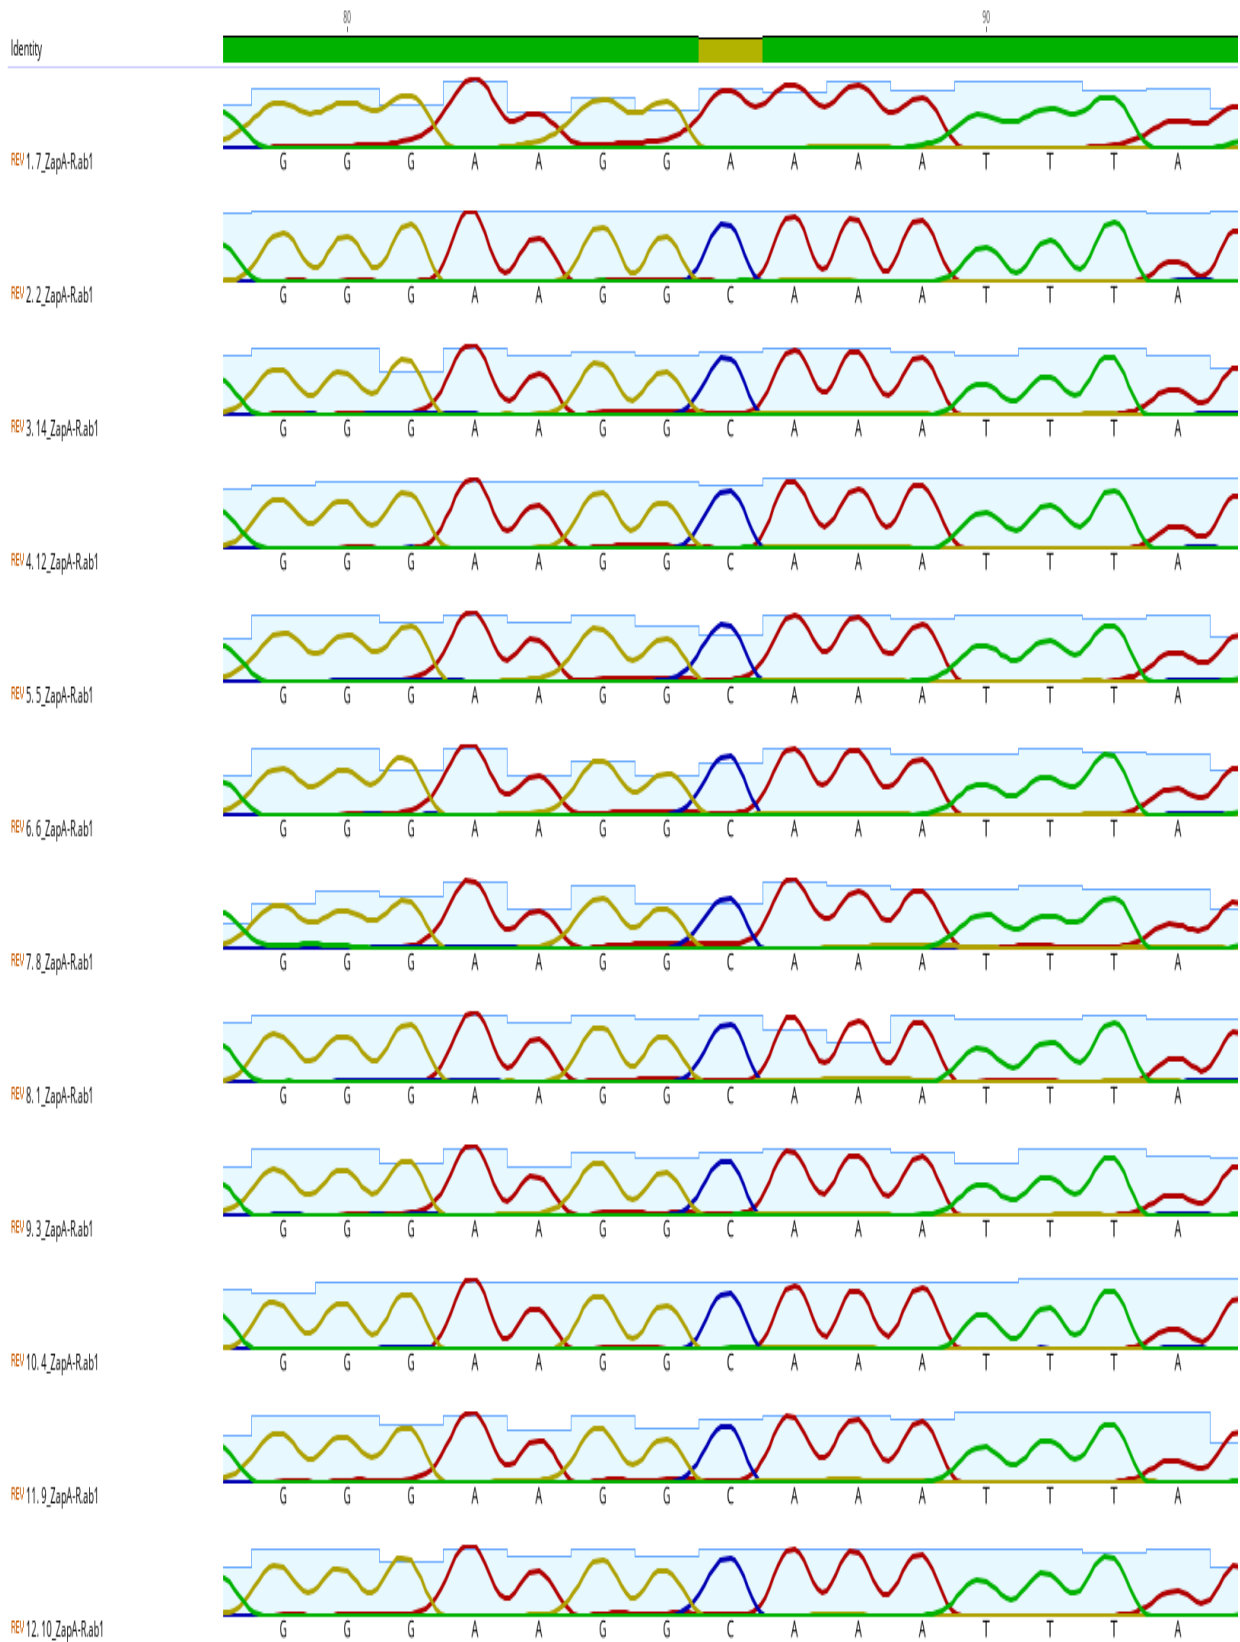 80 90
Identity
G G G A A G G A A A A T T T A
REV 1. 7_ZapA-R.ab1
G G G A A G G C A A A T T T A
REV 2. 2_ZapA-R.ab1
G G G A A G G C A A A T T T A
REV 3. 14_ZapA-R.ab1
G G G A A G G C A A A T T T A
REV 4. 12_ZapA-R.ab1
G G G A A G G C A A A T T T A
REV 5. 5_ZapA-R.ab1
G G G A A G G C A A A T T T A
REV 6. 6_ZapA-R.ab1
G G G A A G G C A A A T T T A
REV 7. 8_ZapA-R.ab1
G G G A A G G C A A A T T T A
REV 8. 1_ZapA-R.ab1
G G G A A G G C A A A T T T A
REV 9. 3_ZapA-R.ab1
G G G A A G G C A A A T T T A
REV 10. 4_ZapA-R.ab1
G G G A A G G C A A A T T T A
REV 11. 9_ZapA-R.ab1
G G G A A G G C A A A T T T A
REV 12. 10_ZapA-R.ab1
G G G A A G G C A A A T T T A